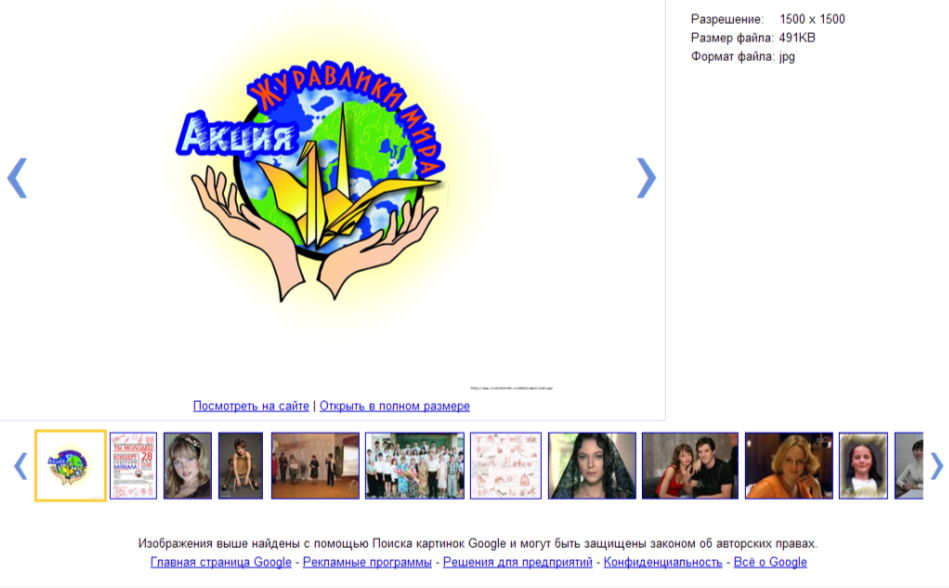 Разрешение: 1500 x 1500
Размер файла: 491KB
Формат файла: jpg
ЖУРАВЛИКИ МИРА
Акция
Посмотреть на сайте | Открыть в полном размере
28
Изображения выше найдены с помощью Поиска картинок Google и могут быть защищены законом об авторских правах.
Главная страница Google - Рекламные программы - Решения для предприятий - Конфиденциальность - Всё о Google